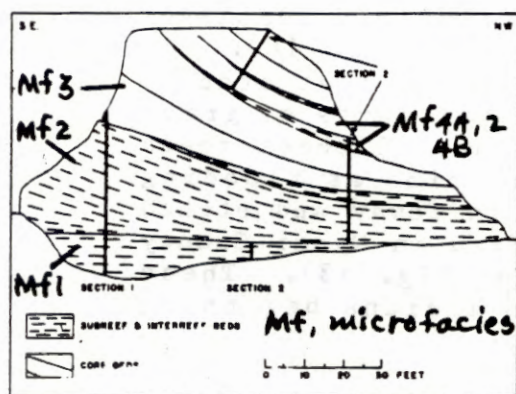 S E.
NW
SECTION 2
Mf3
Mf4A, 2
4B
Mf2
Mf1
SECTION 1
SECTION 2
SUBREEF & INTERREEF BEDS
Mf, microfacies
0 10 20 30 FEET